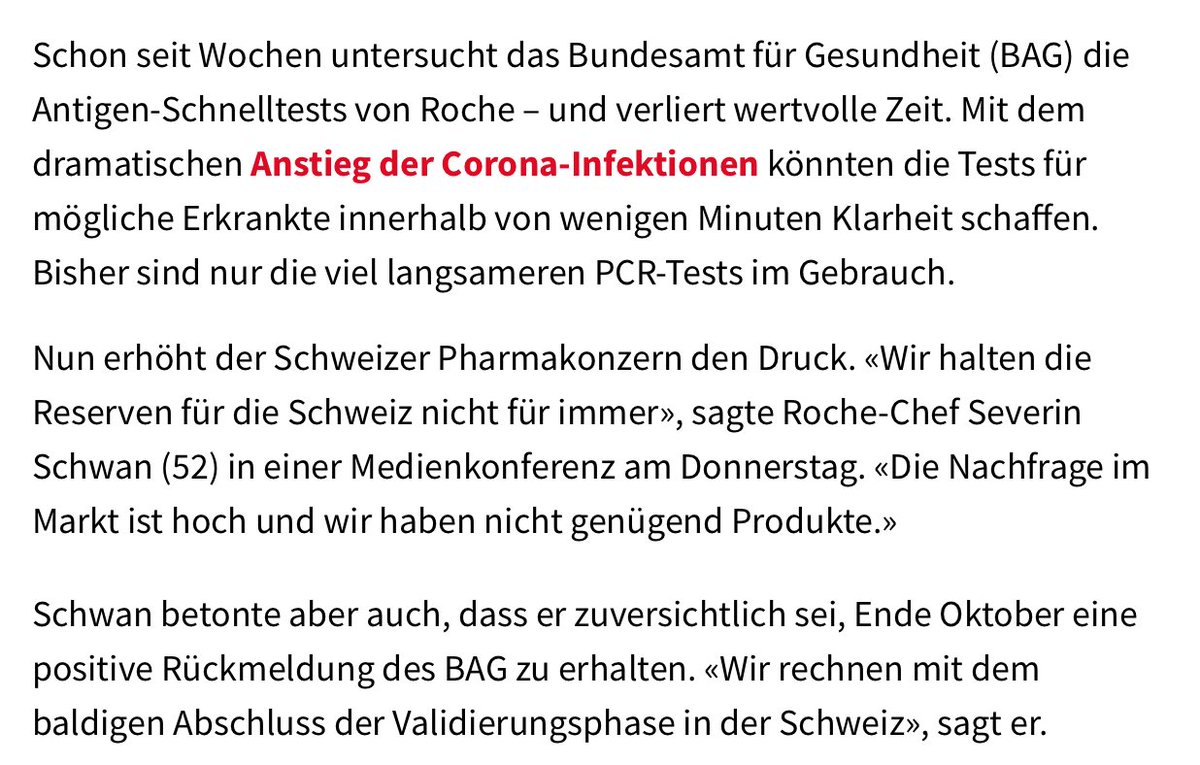 Schon seit Wochen untersucht das Bundesamt für Gesundheit (BAG) die
Antigen-Schnelltests von Roche – und verliert wertvolle Zeit. Mit dem
dramatischen Anstieg der Corona-Infektionen könnten die Tests für
mögliche Erkrankte innerhalb von wenigen Minuten Klarheit schaffen.
Bisher sind nur die viel langsameren PCR-Tests im Gebrauch.
Nun erhöht der Schweizer Pharmakonzern den Druck. «Wir halten die
Reserven für die Schweiz nicht für immer», sagte Roche-Chef Severin
Schwan (52) in einer Medienkonferenz am Donnerstag. «Die Nachfrage im
Markt ist hoch und wir haben nicht genügend Produkte.»
Schwan betonte aber auch, dass er zuversichtlich sei, Ende Oktober eine
positive Rückmeldung des BAG zu erhalten. «Wir rechnen mit dem
baldigen Abschluss der Validierungsphase in der Schweiz», sagt er.